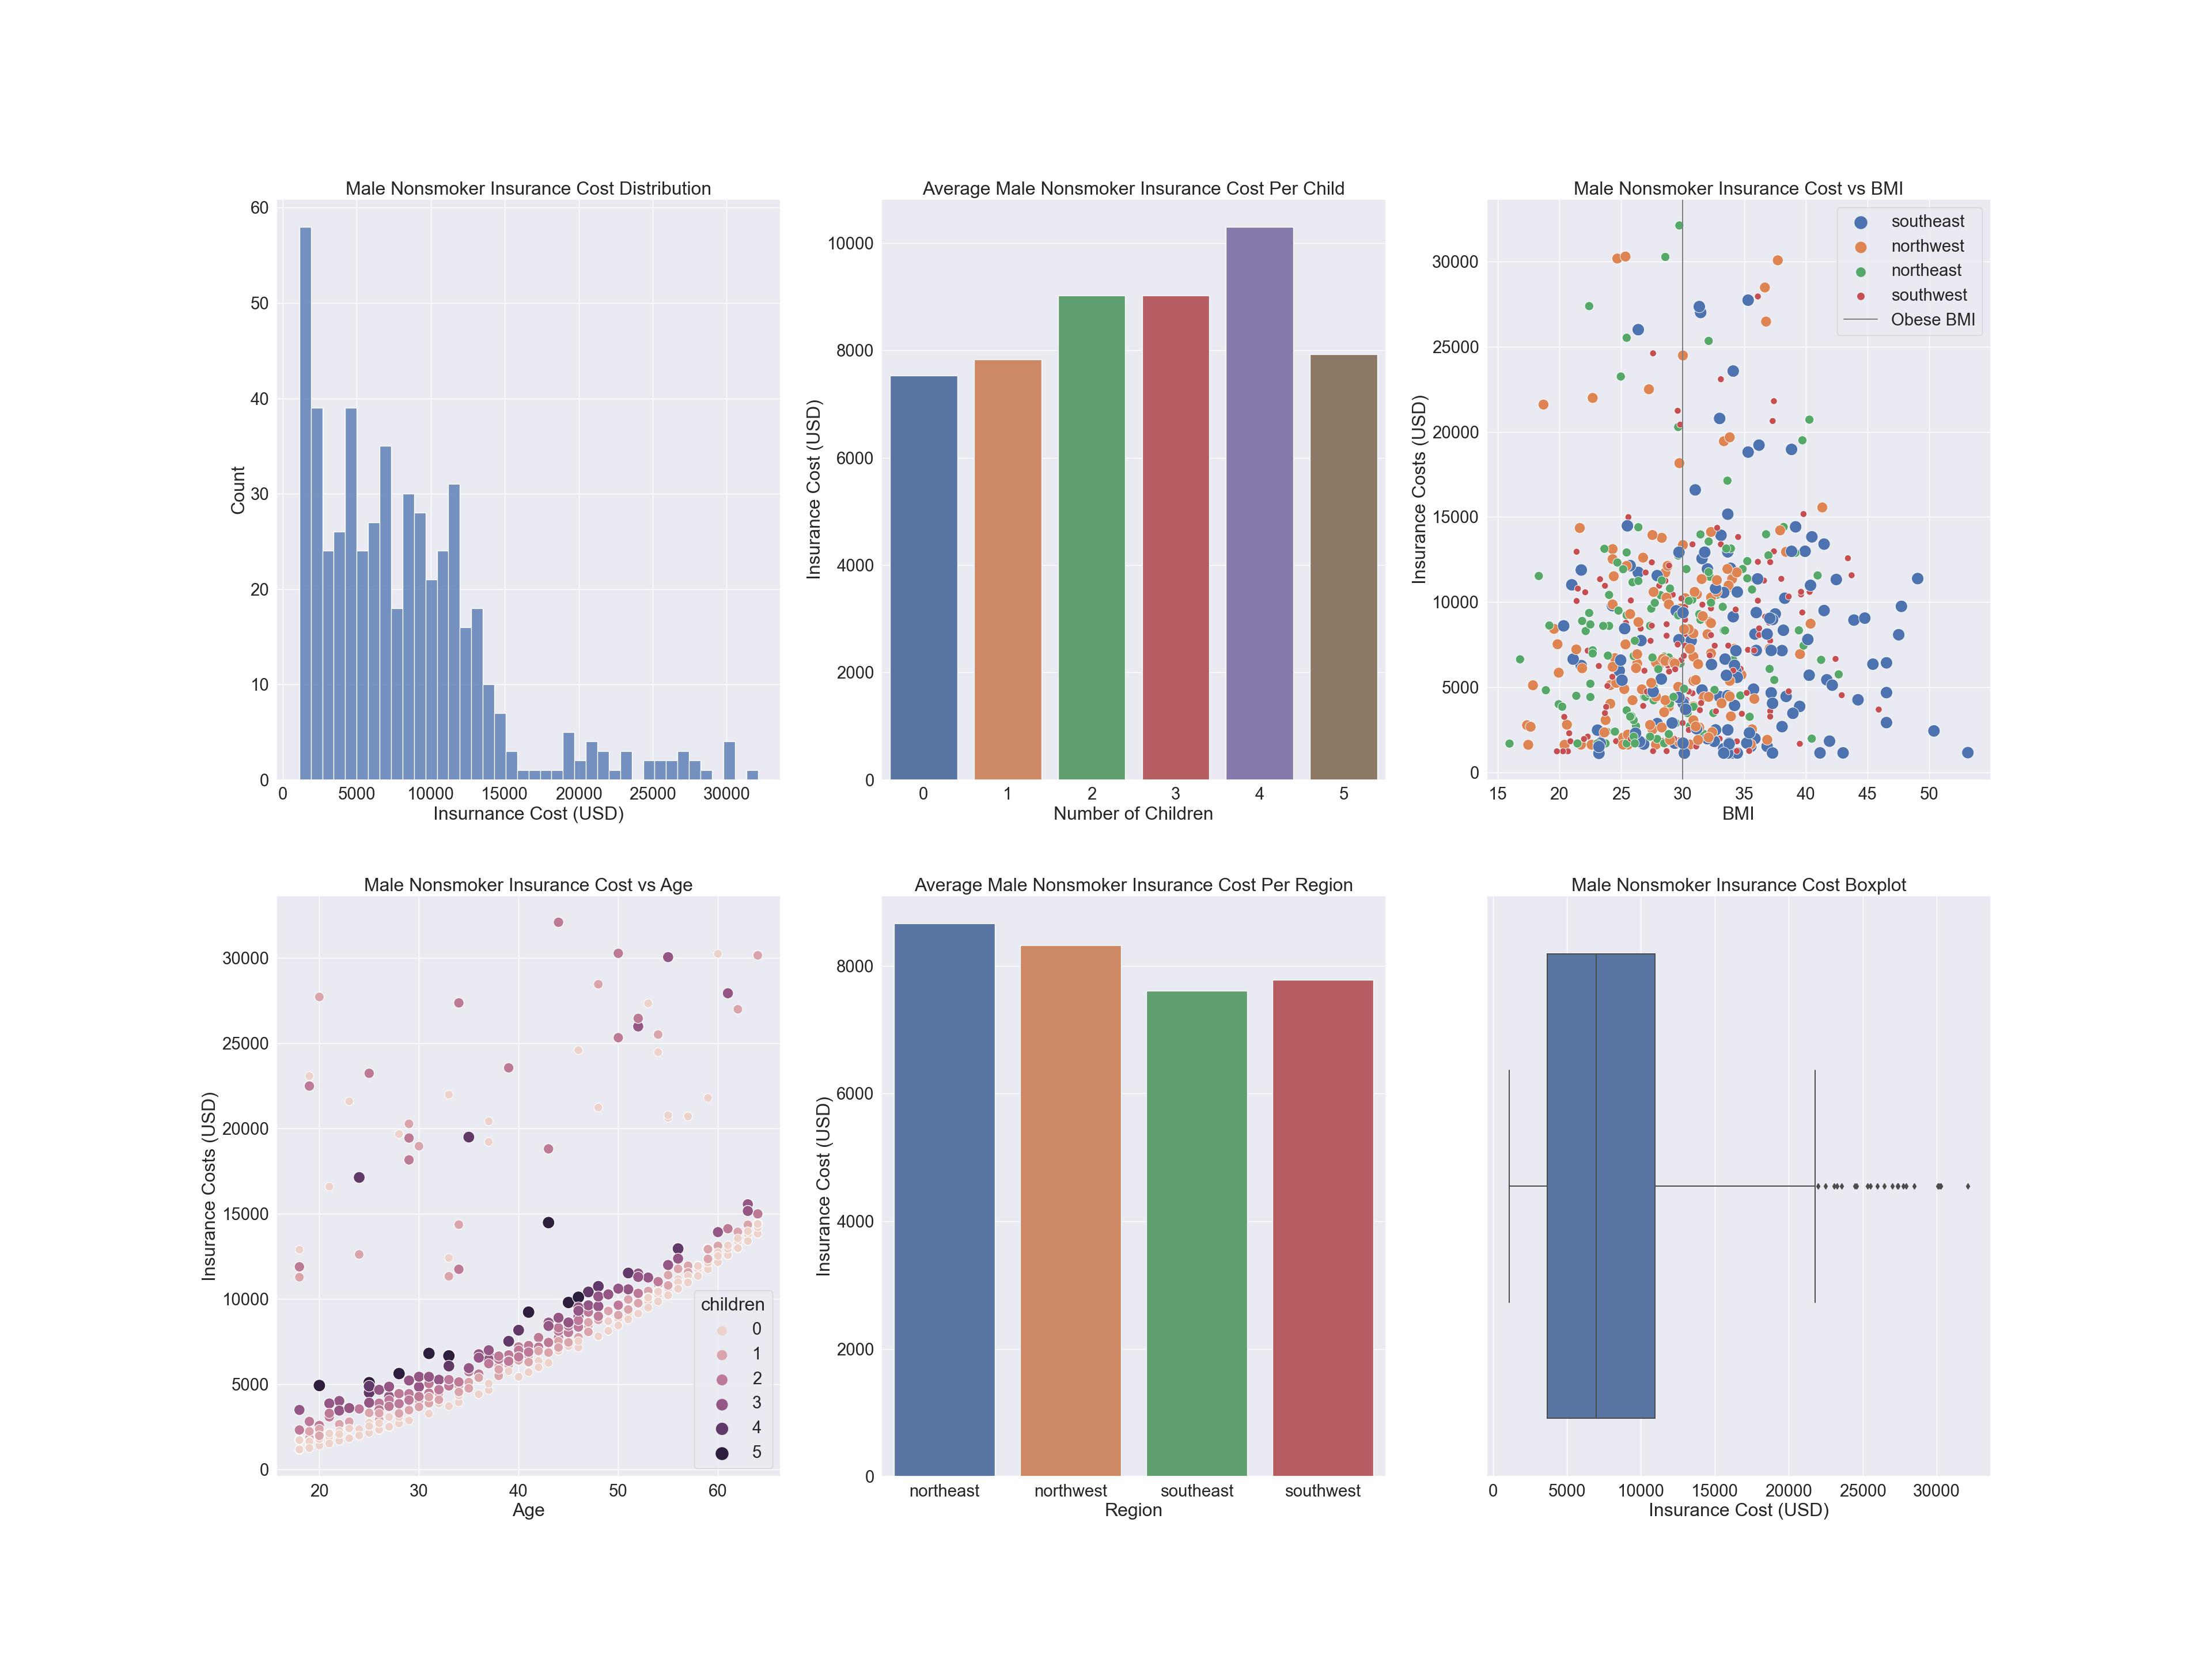 Male Nonsmoker Insurance Cost Distribution
60
50
40
30
20
10
0
Count
0 5000 10000 15000 20000 25000 30000
Insurnance Cost (USD)
Average Male Nonsmoker Insurance Cost Per Child
10000
8000
6000
4000
2000
0
Insurance Cost (USD)
0 1 2 3 4 5
Number of Children
Male Nonsmoker Insurance Cost vs BMI
30000
25000
20000
15000
10000
5000
0
Insurance Costs (USD)
southeast
northwest
northeast
southwest
Obese BMI
15 20 25 30 35 40 45 50
BMI
Male Nonsmoker Insurance Cost vs Age
30000
25000
20000
15000
10000
5000
0
Insurance Costs (USD)
children
0
1
2
3
4
5
20 30 40 50 60
Age
Average Male Nonsmoker Insurance Cost Per Region
8000
6000
4000
2000
0
Insurance Cost (USD)
northeast northwest southeast southwest
Region
Male Nonsmoker Insurance Cost Boxplot
0 5000 10000 15000 20000 25000 30000
Insurance Cost (USD)